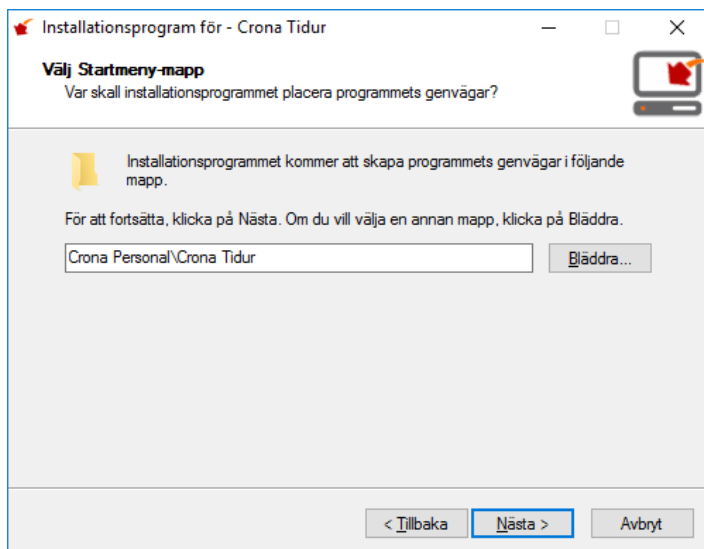 Installationsprogram för - Crona Tidur
Välj Startmeny-mapp
Var skall installationsprogrammet placera programmets genvägar?
Installationsprogrammet kommer att skapa programmets genvägar i följande
mapp.
För att fortsätta, klicka på Nästa. Om du vill välja en annan mapp, klicka på Bläddra.
Crona Personal\Crona Tidur
Bläddra...
< Tillbaka
Nästa >
Avbryt